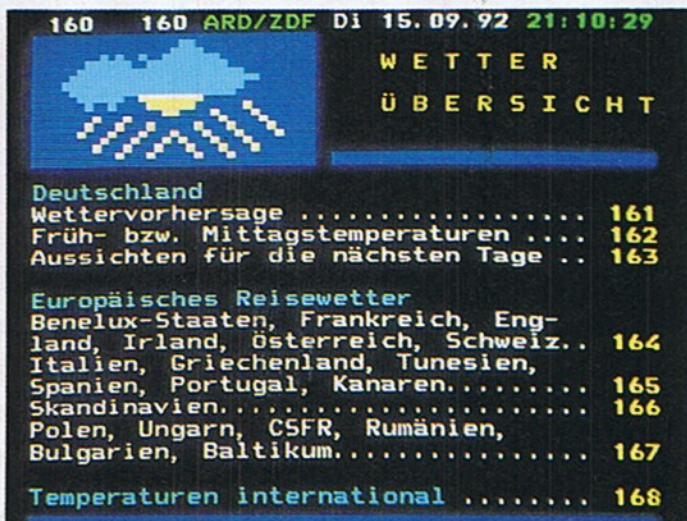 160 160 ARD/ZDF Di 15.09.92 21:10:29
WETTER
ÜBERSICHT
Deutschland
Wettervorhersage .................. 161
Früh- bzw. Mittagstemperaturen .... 162
Aussichten für die nächsten Tage .. 163
Europäisches Reisewetter
Benelux-Staaten, Frankreich, Eng-
land, Irland, Österreich, Schweiz.. 164
Italien, Griechenland, Tunesien,
Spanien, Portugal, Kanaren......... 165
Skandinavien....................... 166
Polen, Ungarn, CSFR, Rumänien,
Bulgarien, Baltikum................ 167
Temperaturen international ........ 168